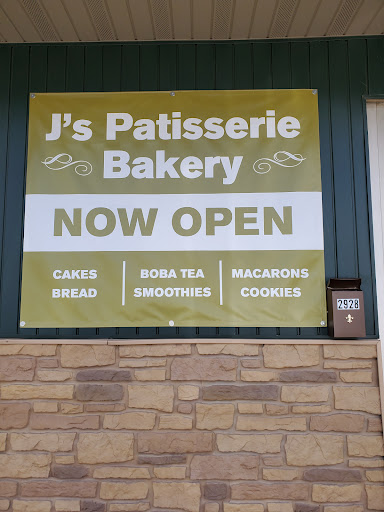 J's Patisserie
Bakery
NOW OPEN
CAKES
BREAD
BOBA TEA
SMOOTHIES
MACARONS
COOKIES
2928